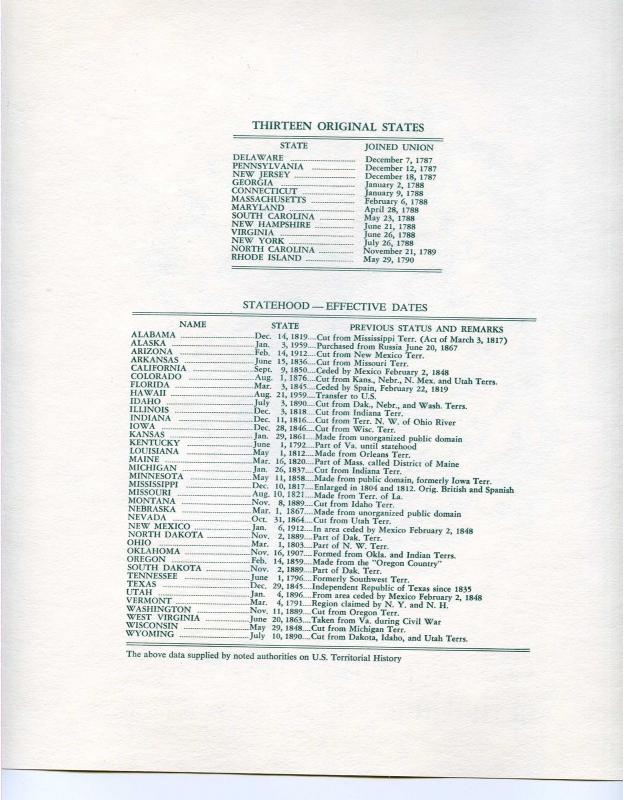 THIRTEEN ORIGINAL STATES
STATE JOINED UNION
DELAWARE ........ December 7, 1787
PENNSYLVANIA ........ December 12, 1787
NEW JERSEY ........ December 18, 1787
GEORGIA ........ January 2, 1788
CONNECTICUT ........ January 9, 1788
MASSACHUSETTS ........ February 6, 1788
MARYLAND ........ April 28, 1788
SOUTH CAROLINA ........ May 23, 1788
NEW HAMPSHIRE ........ June 21, 1788
VIRGINIA ........ June 26, 1788
NEW YORK ........ July 26, 1788
NORTH CAROLINA ........ November 21, 1789
RHODE ISLAND ........ May 29, 1790
STATEHOOD — EFFECTIVE DATES
NAME STATE PREVIOUS STATUS AND REMARKS
ALABAMA ........ Dec. 14, 1819....Cut from Mississippi Terr. (Act of March 3, 1817)
ALASKA ........ Jan. 3, 1959....Purchased from Russia June 20, 1867
ARIZONA ........ Feb. 14, 1912....Cut from New Mexico Terr.
ARKANSAS ........ June 15, 1836....Cut from Missouri Terr.
CALIFORNIA ........ Sept. 9, 1850....Ceded by Mexico February 2, 1848
COLORADO ........ Aug. 1, 1876....Cut from Kans., Nebr., N. Mex. and Utah Terrs.
FLORIDA ........ Mar. 3, 1845....Ceded by Spain, February 22, 1819
HAWAII ........ Aug. 21, 1959....Transfer to U.S.
IDAHO ........ July 3, 1890....Cut from Dak., Nebr., and Wash. Terrs.
ILLINOIS ........ Dec. 3, 1818....Cut from Indiana Terr.
INDIANA ........ Dec. 11, 1816....Cut from Terr. N. W. of Ohio River
IOWA ........ Dec. 28, 1846....Cut from Wisc. Terr.
KANSAS ........ Jan. 29, 1861....Made from unorganized public domain
KENTUCKY ........ June 1, 1792....Part of Va. until statehood
LOUISIANA ........ May 1, 1812....Made from Orleans Terr.
MAINE ........ Mar. 16, 1820....Part of Mass. called District of Maine
MICHIGAN ........ Jan. 26, 1837....Cut from Indiana Terr.
MINNESOTA ........ May 11, 1858....Made from public domain, formerly Iowa Terr.
MISSISSIPPI ........ Dec. 10, 1817....Enlarged in 1804 and 1812. Orig. British and Spanish
MISSOURI ........ Aug. 10, 1821....Made from Terr. of La.
MONTANA ........ Nov. 8, 1889....Cut from Idaho Terr.
NEBRASKA ........ Mar. 1, 1867....Made from unorganized public domain
NEVADA ........ Oct. 31, 1864....Cut from Utah Terr.
NEW MEXICO ........ Jan. 6, 1912....In area ceded by Mexico February 2, 1848
NORTH DAKOTA ........ Nov. 2, 1889....Part of Dak. Terr.
OHIO ........ Mar. 1, 1803....Part of N. W. Terr.
OKLAHOMA ........ Nov. 16, 1907....Formed from Okla. and Indian Terrs.
OREGON ........ Feb. 14, 1859....Made from the "Oregon Country"
SOUTH DAKOTA ........ Nov. 2, 1889....Part of Dak. Terr.
TENNESSEE ........ June 1, 1796....Formerly Southwest Terr.
TEXAS ........ Dec. 29, 1845....Independent Republic of Texas since 1835
UTAH ........ Jan. 4, 1896....From area ceded by Mexico February 2, 1848
VERMONT ........ Mar. 4, 1791....Region claimed by N. Y. and N. H.
WASHINGTON ........ Nov. 11, 1889....Cut from Oregon Terr.
WEST VIRGINIA ........ June 20, 1863....Taken from Va. during Civil War
WISCONSIN ........ May 29, 1848....Cut from Michigan Terr.
WYOMING ........ July 10, 1890....Cut from Dakota, Idaho, and Utah Terrs.
The above data supplied by noted authorities on U.S. Territorial History